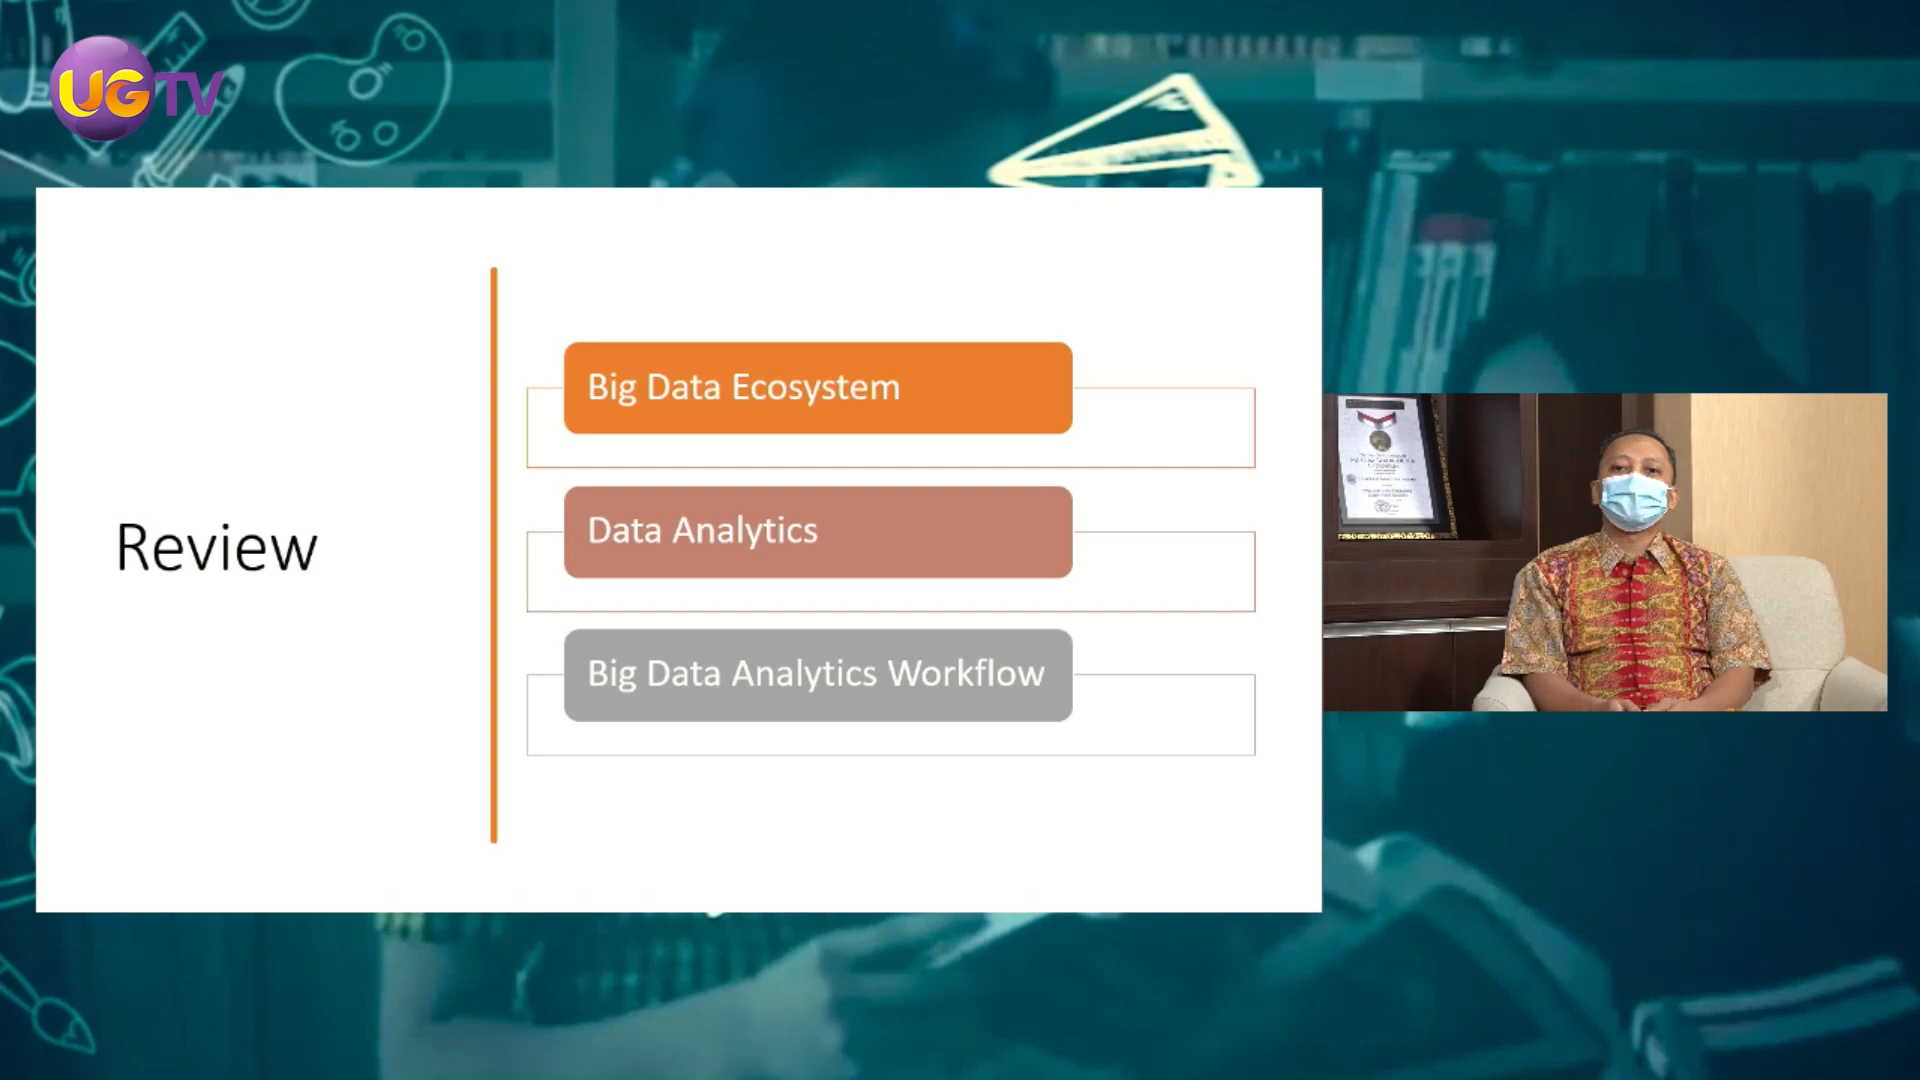 UGTV
Review
Big Data Ecosystem
Data Analytics
Big Data Analytics Workflow